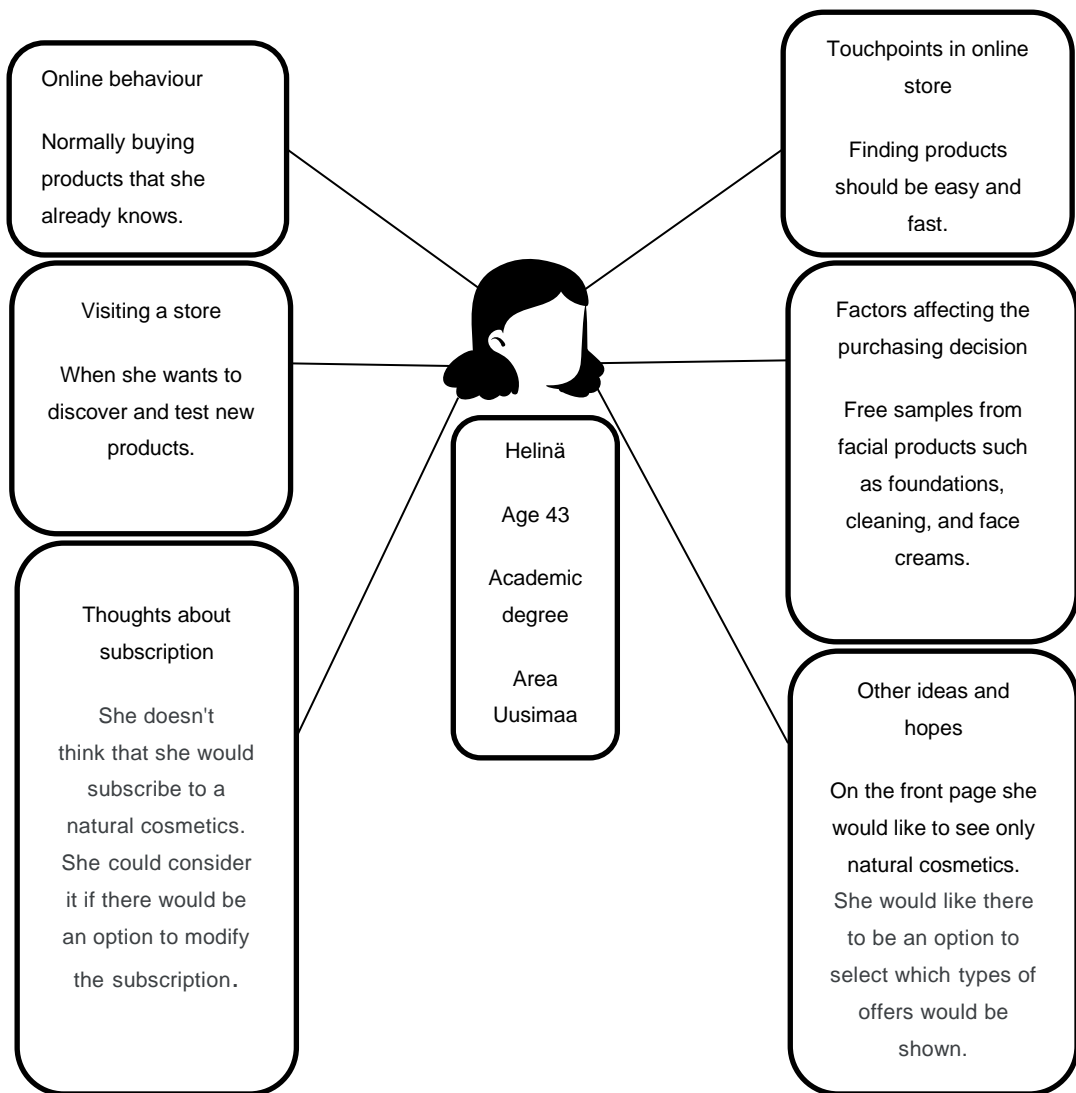 Online behaviour
Normally buying
products that she
already knows.
Visiting a store
When she wants to
discover and test new
products.
Thoughts about
subscription
She doesn't
think that she would
subscribe to a
natural cosmetics.
She could consider
it if there would be
an option to modify
the subscription.
Helinä
Age 43
Academic
degree
Area
Uusimaa
Touchpoints in online
store
Finding products
should be easy and
fast.
Factors affecting the
purchasing decision
Free samples from
facial products such
as foundations,
cleaning, and face
creams.
Other ideas and
hopes
On the front page she
would like to see only
natural cosmetics.
She would like there
to be an option to
select which types of
offers would be
shown.